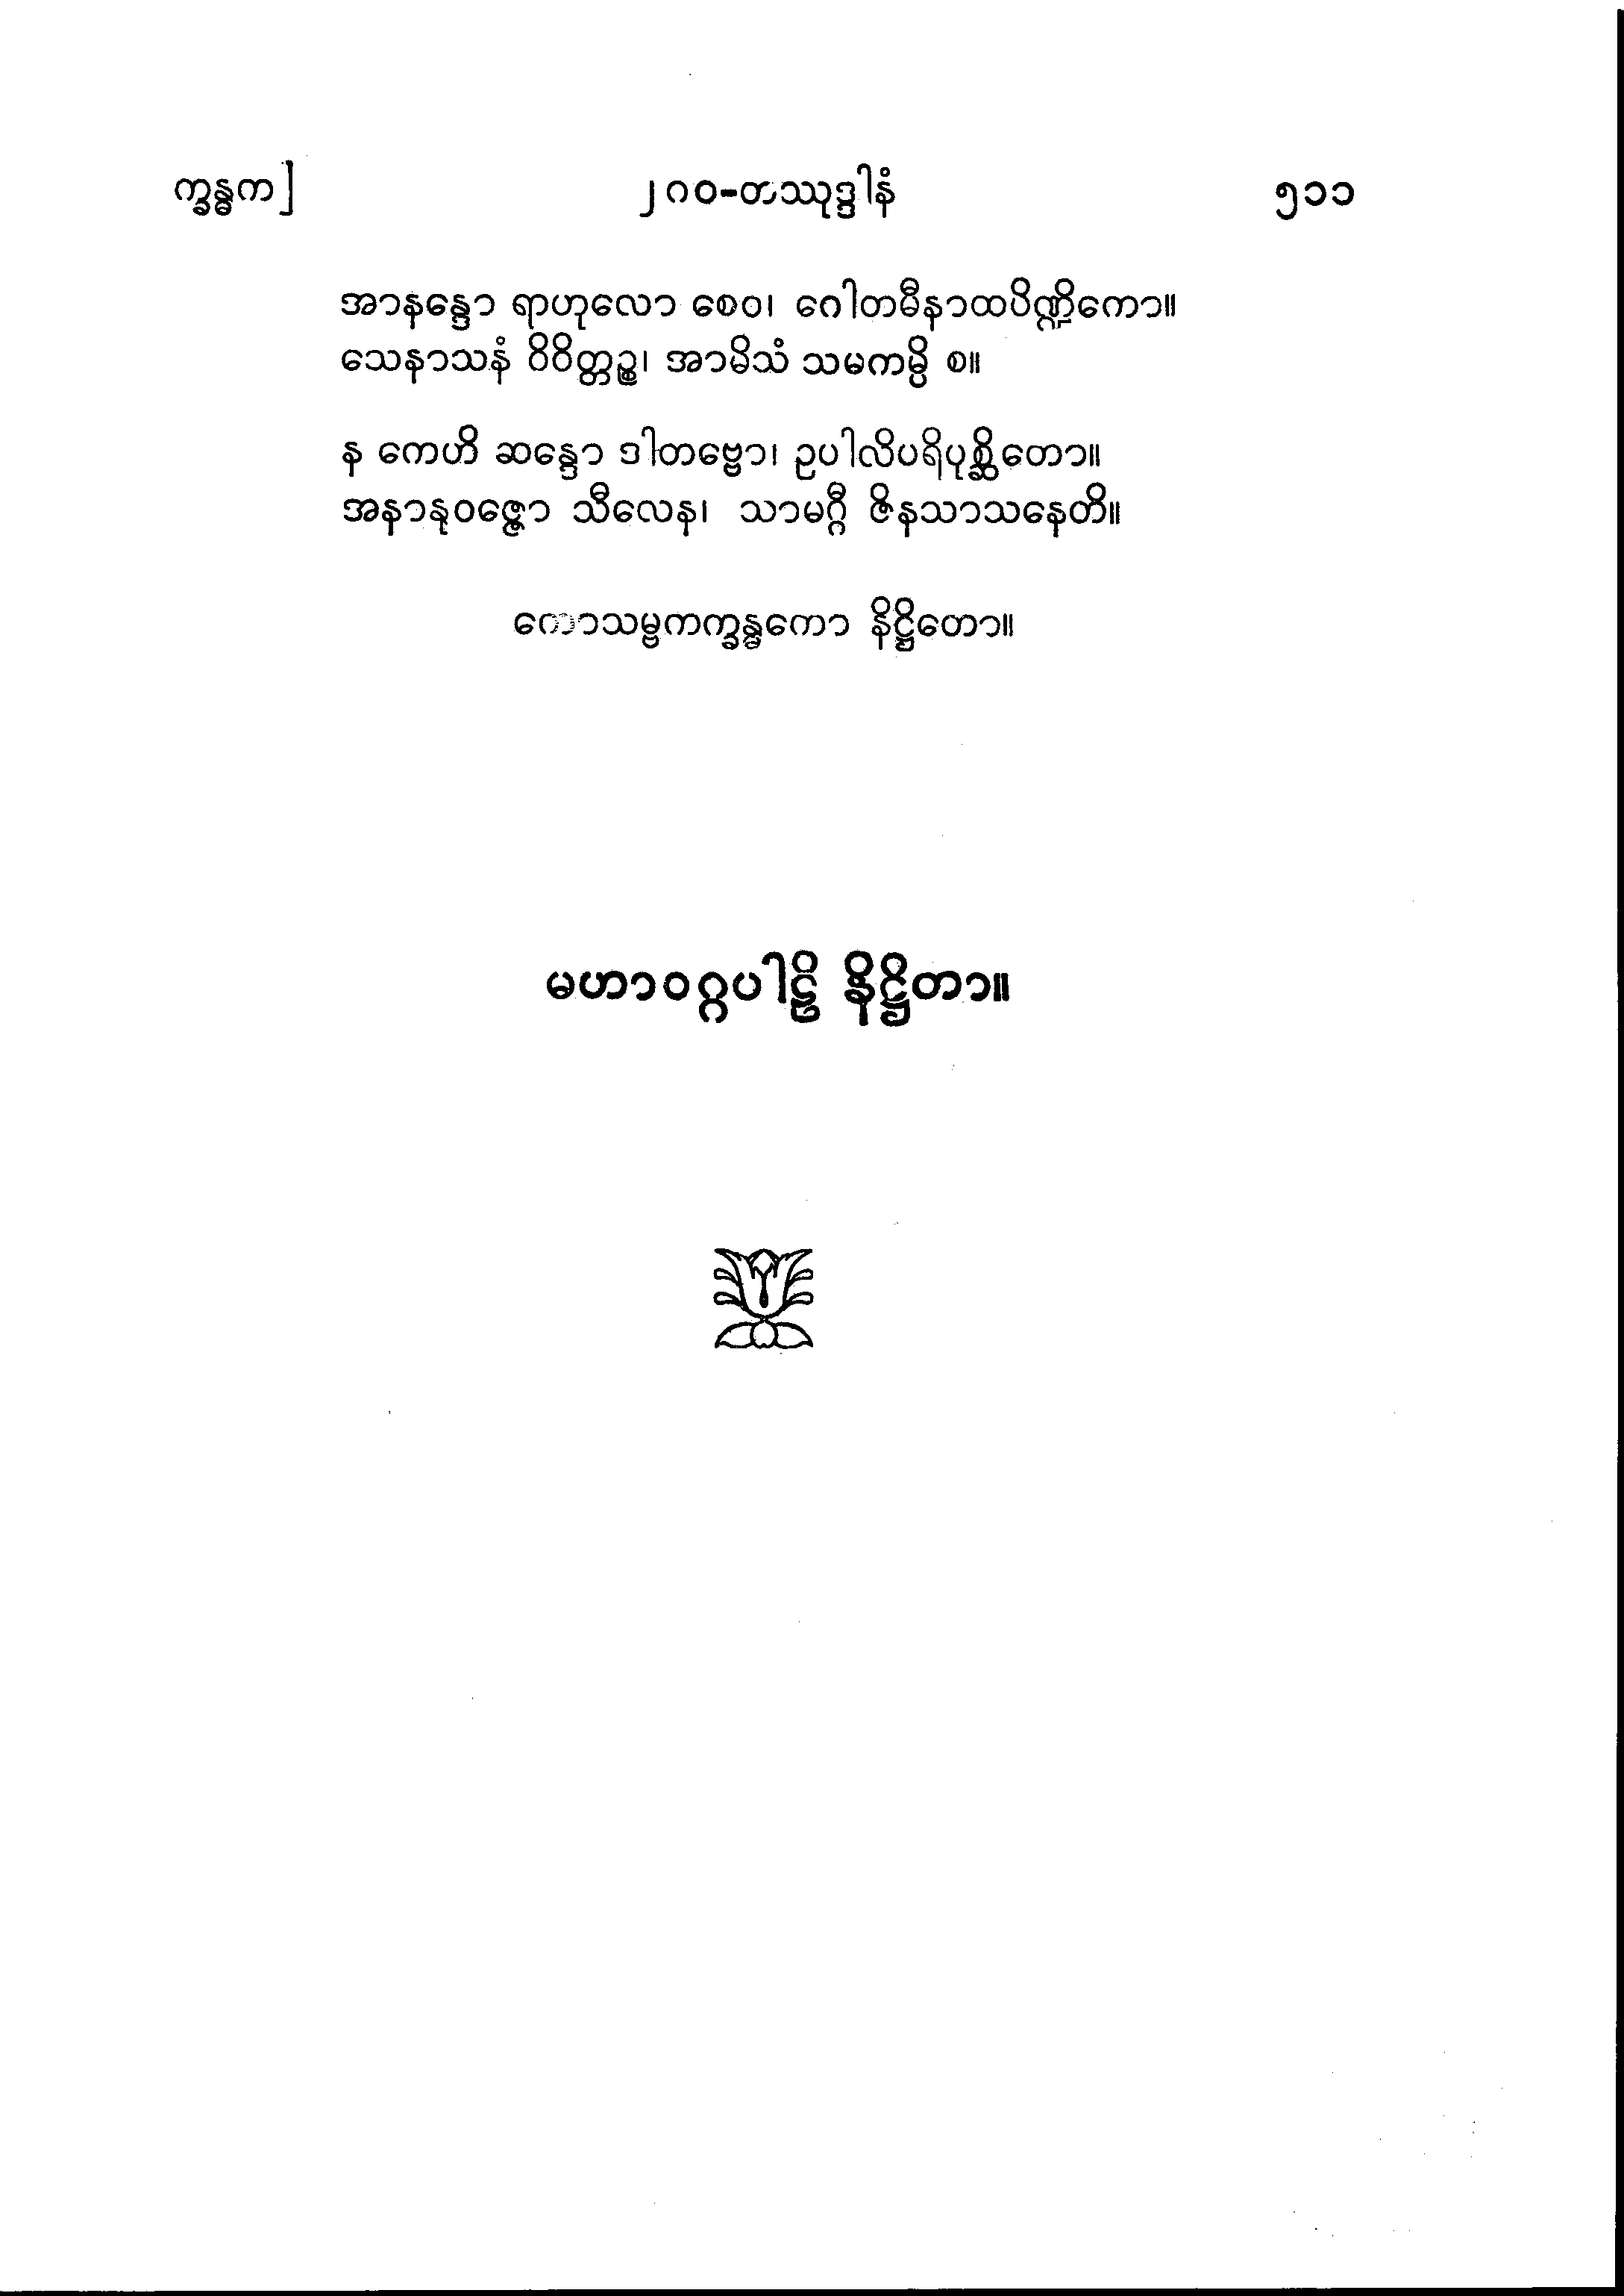 က္ခန္ဓက]
၂၈၀-တဿုဒ္ဒါနံ
၅၁၁
အာနန္ဒော ရာဟုလော စေဝ၊ ဂေါတမီနာထပိဏ္ဍိကော။
သေနာသနံ ဝိဝိတ္တဉ္စ၊ အာမိသံ သမကမ္ပိ စ။
န ကေဟိ ဆန္ဒော ဒါတဗ္ဗော၊ ဥပါလိပရိပုစ္ဆိတော။
အနာနုဝဇ္ဇော သီလေန၊ သာမဂ္ဂီ ဇိနသာသနေတိ။
ကောသမ္ဗကက္ခန္ဓကော နိဋ္ဌိတော။
မဟာဝဂ္ဂပါဠိ နိဋ္ဌိတာ။